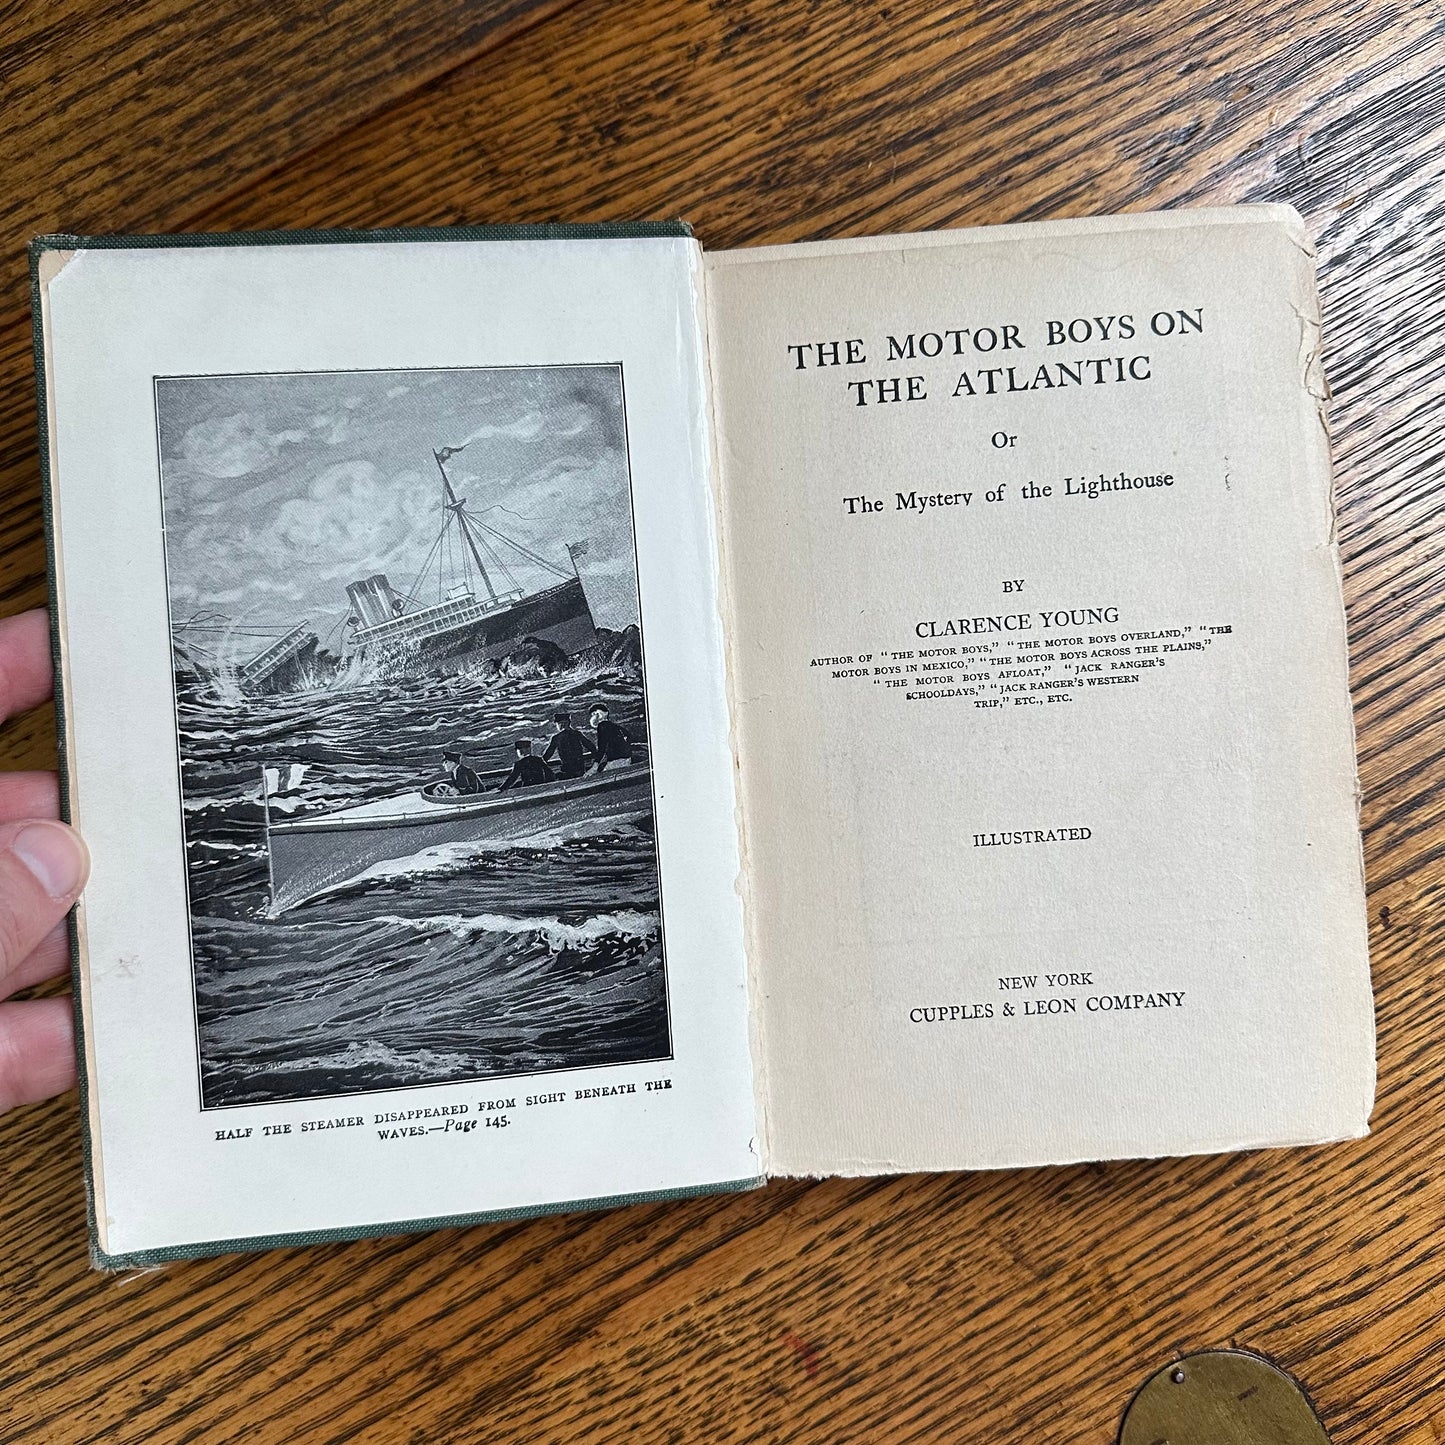 HALF THE STEAMER DISAPPEARED FROM SIGHT BENEATH THE
WAVES.—Page 145.
THE MOTOR BOYS ON
THE ATLANTIC
Or
The Mystery of the Lighthouse
BY
CLARENCE YOUNG
AUTHOR OF "THE MOTOR BOYS," "THE MOTOR BOYS OVERLAND," "THE
MOTOR BOYS IN MEXICO," "THE MOTOR BOYS ACROSS THE PLAINS,"
"THE MOTOR BOYS AFLOAT," "JACK RANGER'S
SCHOOLDAYS," "JACK RANGER'S WESTERN
TRIP," ETC., ETC.
ILLUSTRATED
NEW YORK
CUPPLES & LEON COMPANY